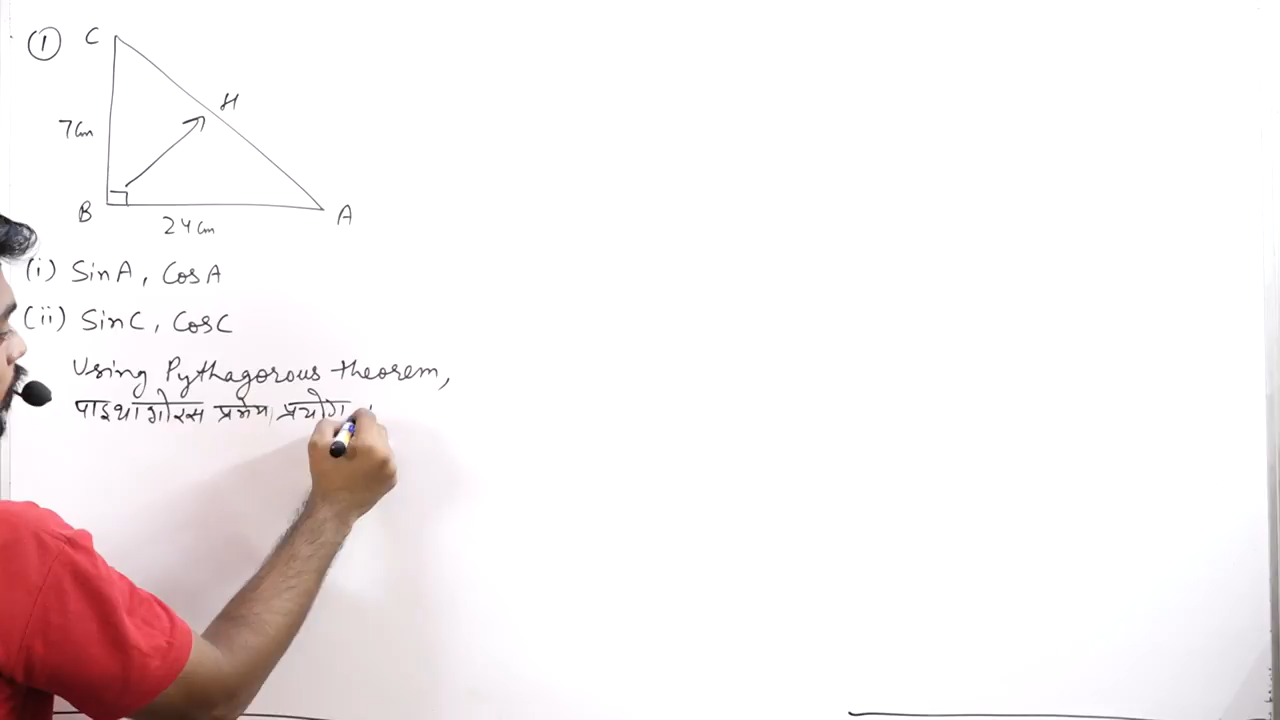 ① C
H
7cm
B
24cm
A
(i) SinA, CosA
(ii) SinC, CosC
Using Pythagorous theorem,
पाइथागोरस प्रमेय प्रयोग